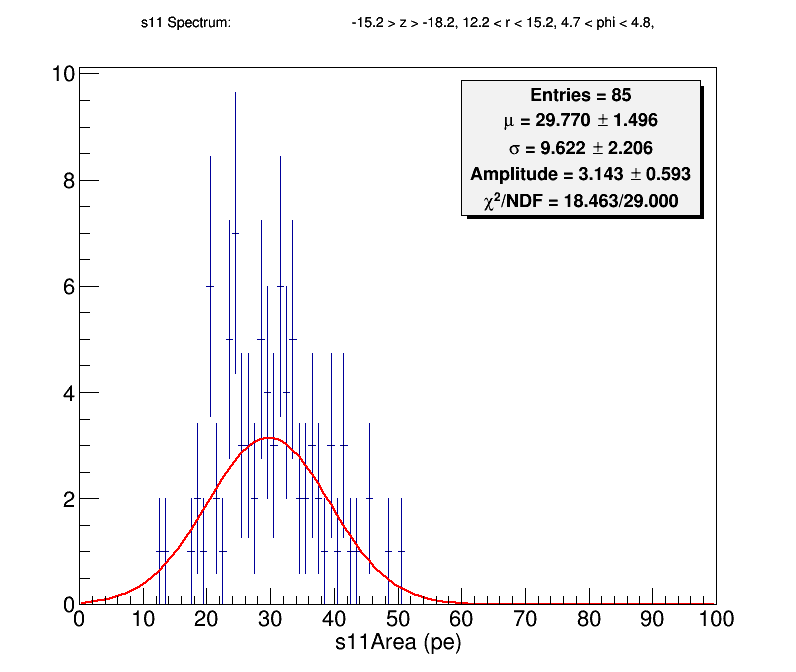 s11 Spectrum: -15.2 > z > -18.2, 12.2 < r < 15.2, 4.7 < phi < 4.8,
Entries = 85
μ = 29.770 ± 1.496
σ = 9.622 ± 2.206
Amplitude = 3.143 ± 0.593
χ²/NDF = 18.463/29.000
10
8
6
4
2
0
0 10 20 30 40 50 60 70 80 90 100
s11Area (pe)